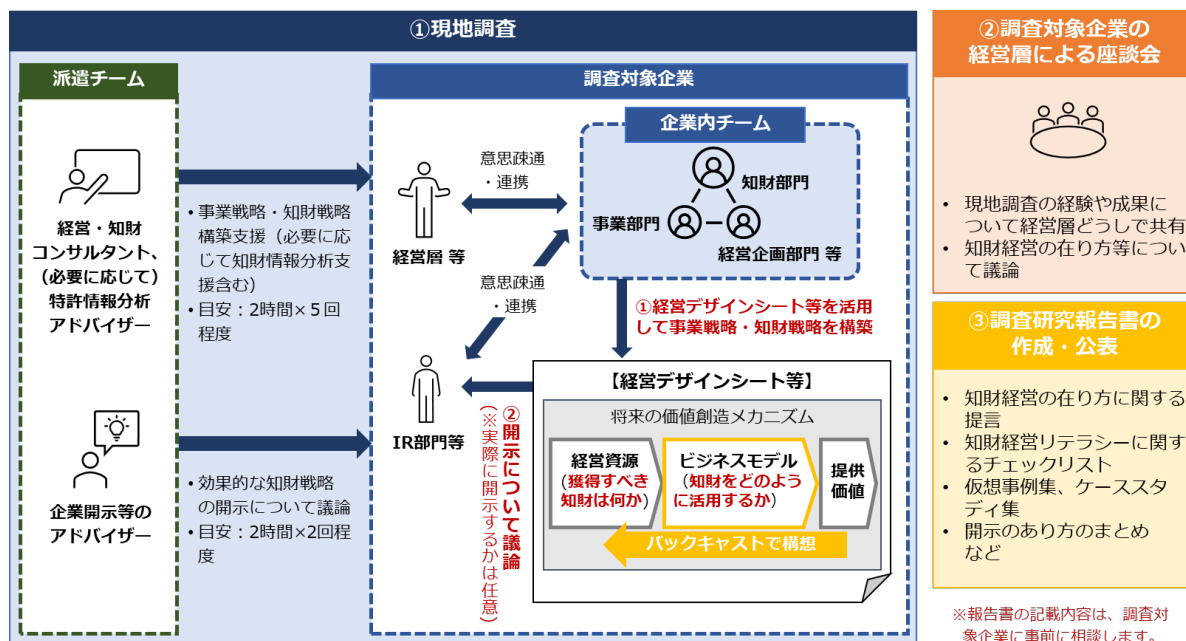 ①現地調査
派遣チーム
経営・知財
コンサルタント、
（必要に応じて）
特許情報分析
アドバイザー
企業開示等の
アドバイザー
• 事業戦略・知財戦略
構築支援（必要に応
じて知財情報分析支
援含む）
• 目安：2時間×５回
程度
• 効果的な知財戦略
の開示について議論
• 目安：2時間×2回程
度
調査対象企業
経営層 等
意思疎通
・連携
企業内チーム
知財部門
事業部門
経営企画部門 等
意思疎通
・連携
①経営デザインシート等を活用
して事業戦略・知財戦略を構築
IR部門等
②開示について議論
(※実際に開示するかは任意)
【経営デザインシート等】
将来の価値創造メカニズム
経営資源
(獲得すべき
知財は何か)
ビジネスモデル
(知財をどのよう
に活用するか)
提供
価値
バックキャストで構想
②調査対象企業の
経営層による座談会
• 現地調査の経験や成果に
ついて経営層どうしで共有
• 知財経営の在り方等につい
て議論
③調査研究報告書の
作成・公表
• 知財経営の在り方に関する
提言
• 知財経営リテラシーに関す
るチェックリスト
• 仮想事例集、ケーススタ
ディ集
• 開示のあり方のまとめ
など
※報告書の記載内容は、調査対
象企業に事前に相談します。